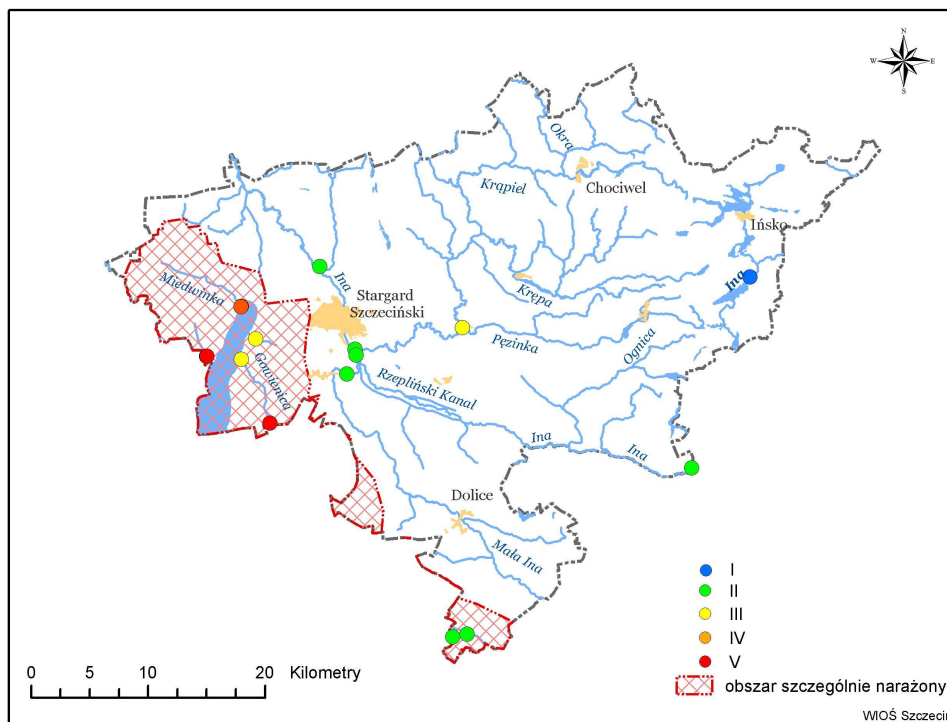 N
W E
S
Okra
Krąpiel
Chociwel
Ińsko
Ina
Miedwinka
Ina
Stargard
Szczeciński
Krępa
Pęzinka
Ognica
Gowienica
Rzepliński Kanał
Ina
Ina
Dolice
Mała Ina
I
II
III
IV
V
obszar szczególnie narażony
0 5 10 20 Kilometry
WIOŚ Szczecin